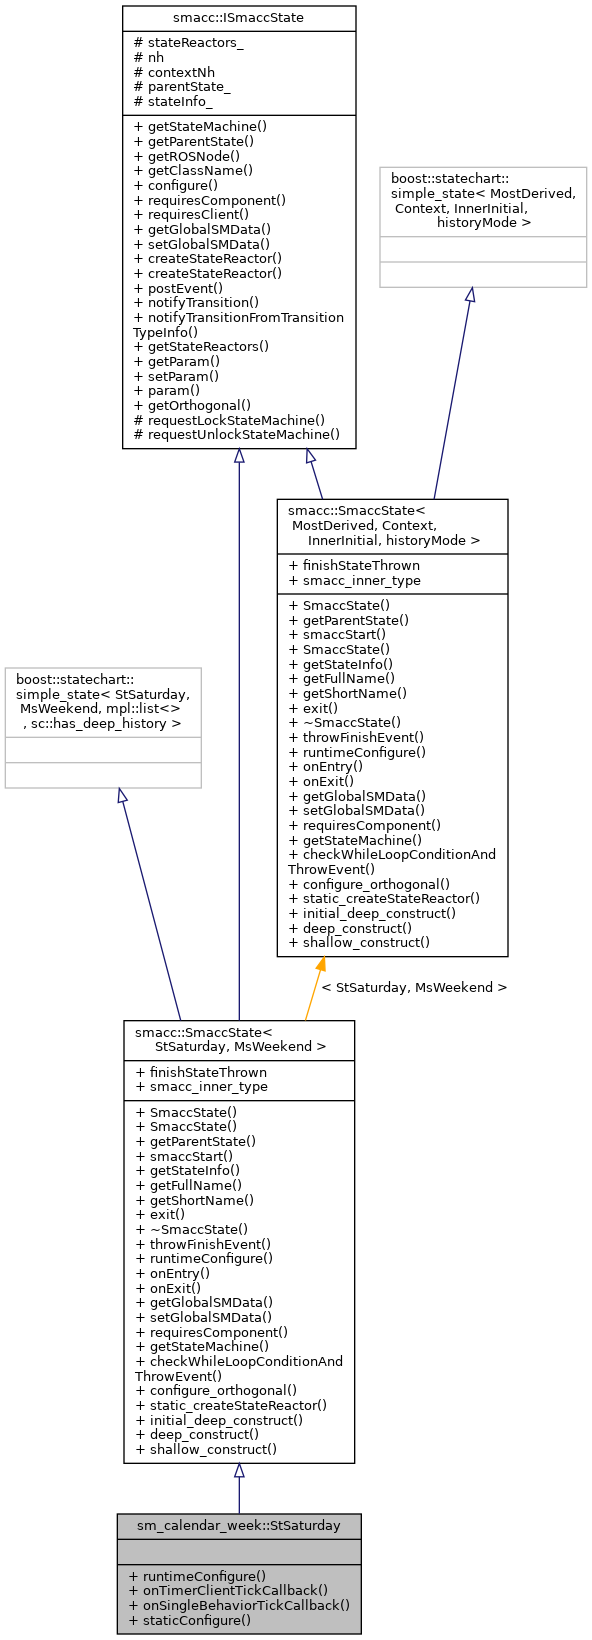 smacc::ISmaccState
# stateReactors_
# nh
# contextNh
# parentState_
# stateInfo_
+ getStateMachine()
+ getParentState()
+ getROSNode()
+ getClassName()
+ configure()
+ requiresComponent()
+ requiresClient()
+ getGlobalSMData()
+ setGlobalSMData()
+ createStateReactor()
+ createStateReactor()
+ postEvent()
+ notifyTransition()
+ notifyTransitionFromTransition
TypeInfo()
+ getStateReactors()
+ getParam()
+ setParam()
+ param()
+ getOrthogonal()
# requestLockStateMachine()
# requestUnlockStateMachine()
boost::statechart::
simple_state< MostDerived,
Context, InnerInitial,
historyMode >
smacc::SmaccState<
MostDerived, Context,
InnerInitial, historyMode >
+ finishStateThrown
+ smacc_inner_type
+ SmaccState()
+ getParentState()
+ smaccStart()
+ SmaccState()
+ getStateInfo()
+ getFullName()
+ getShortName()
+ exit()
+ ~SmaccState()
+ throwFinishEvent()
+ runtimeConfigure()
+ onEntry()
+ onExit()
+ getGlobalSMData()
+ setGlobalSMData()
+ requiresComponent()
+ getStateMachine()
+ checkWhileLoopConditionAnd
ThrowEvent()
+ configure_orthogonal()
+ static_createStateReactor()
+ initial_deep_construct()
+ deep_construct()
+ shallow_construct()
boost::statechart::
simple_state< StSaturday,
MsWeekend, mpl::list<>
, sc::has_deep_history >
< StSaturday, MsWeekend >
smacc::SmaccState<
StSaturday, MsWeekend >
+ finishStateThrown
+ smacc_inner_type
+ SmaccState()
+ SmaccState()
+ getParentState()
+ smaccStart()
+ getStateInfo()
+ getFullName()
+ getShortName()
+ exit()
+ ~SmaccState()
+ throwFinishEvent()
+ runtimeConfigure()
+ onEntry()
+ onExit()
+ getGlobalSMData()
+ setGlobalSMData()
+ requiresComponent()
+ getStateMachine()
+ checkWhileLoopConditionAnd
ThrowEvent()
+ configure_orthogonal()
+ static_createStateReactor()
+ initial_deep_construct()
+ deep_construct()
+ shallow_construct()
sm_calendar_week::StSaturday
+ runtimeConfigure()
+ onTimerClientTickCallback()
+ onSingleBehaviorTickCallback()
+ staticConfigure()